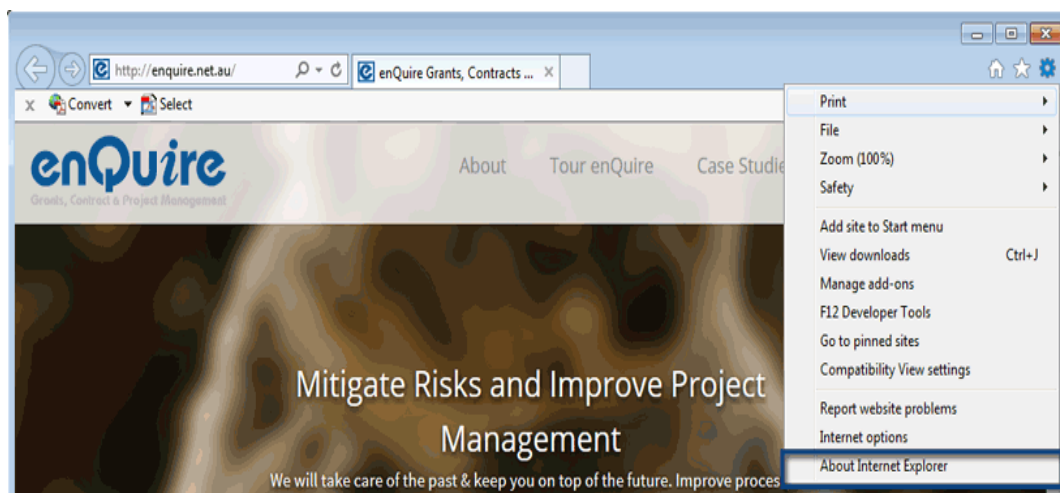 http://enquire.net.au/
enQuire Grants, Contracts ...
x Convert Select
enQuire
Grants, Contract & Project Management
About Tour enQuire Case Studie
Mitigate Risks and Improve Project
Management
We will take care of the past & keep you on top of the future. Improve proces
Print
File
Zoom (100%)
Safety
Add site to Start menu
View downloads Ctrl+J
Manage add-ons
F12 Developer Tools
Go to pinned sites
Compatibility View settings
Report website problems
Internet options
About Internet Explorer